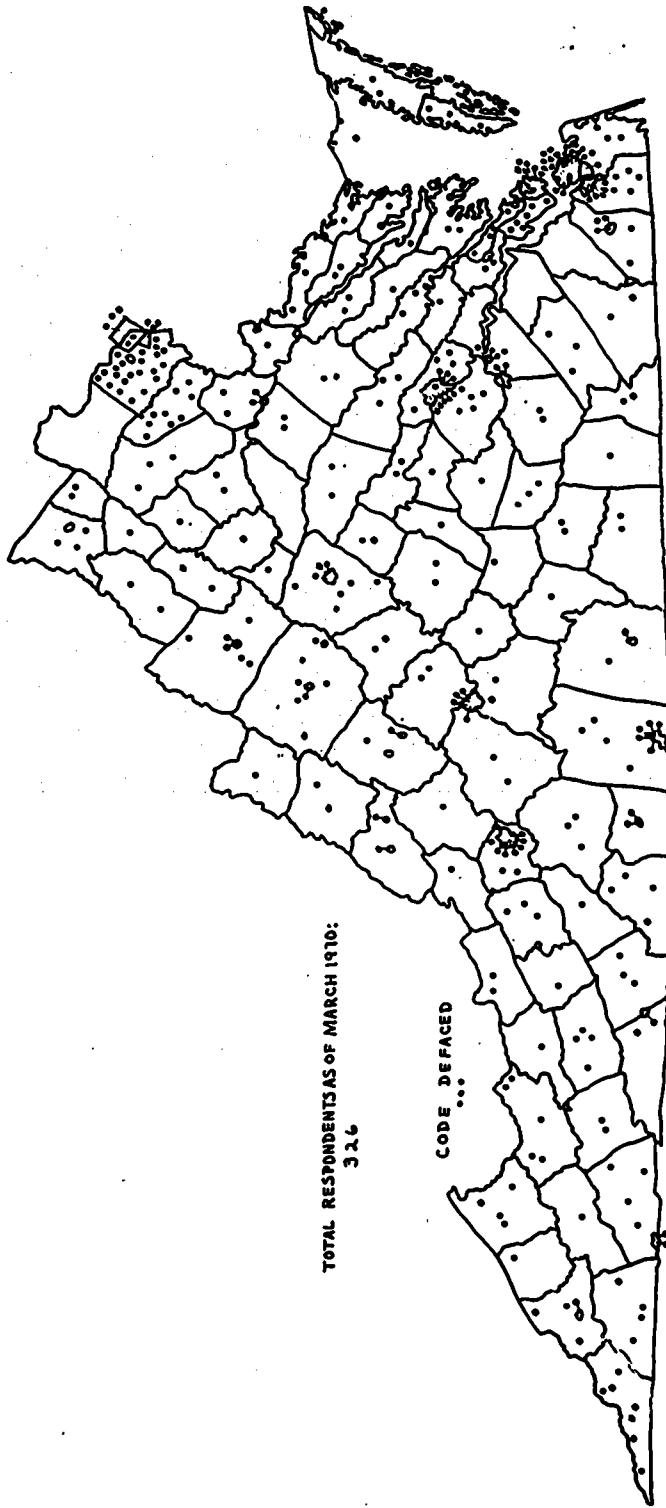 TOTAL RESPONDENTS AS OF MARCH 1970:
326
CODE DEFACED